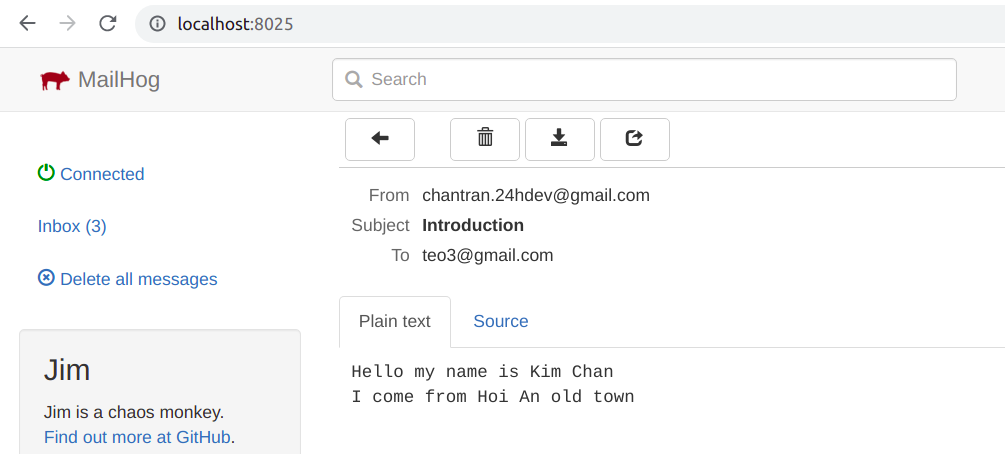 localhost:8025
MailHog
Search
Connected
Inbox (3)
Delete all messages
Jim
Jim is a chaos monkey.
Find out more at GitHub.
From chantran.24hdev@gmail.com
Subject Introduction
To teo3@gmail.com
Plain text Source
Hello my name is Kim Chan
I come from Hoi An old town